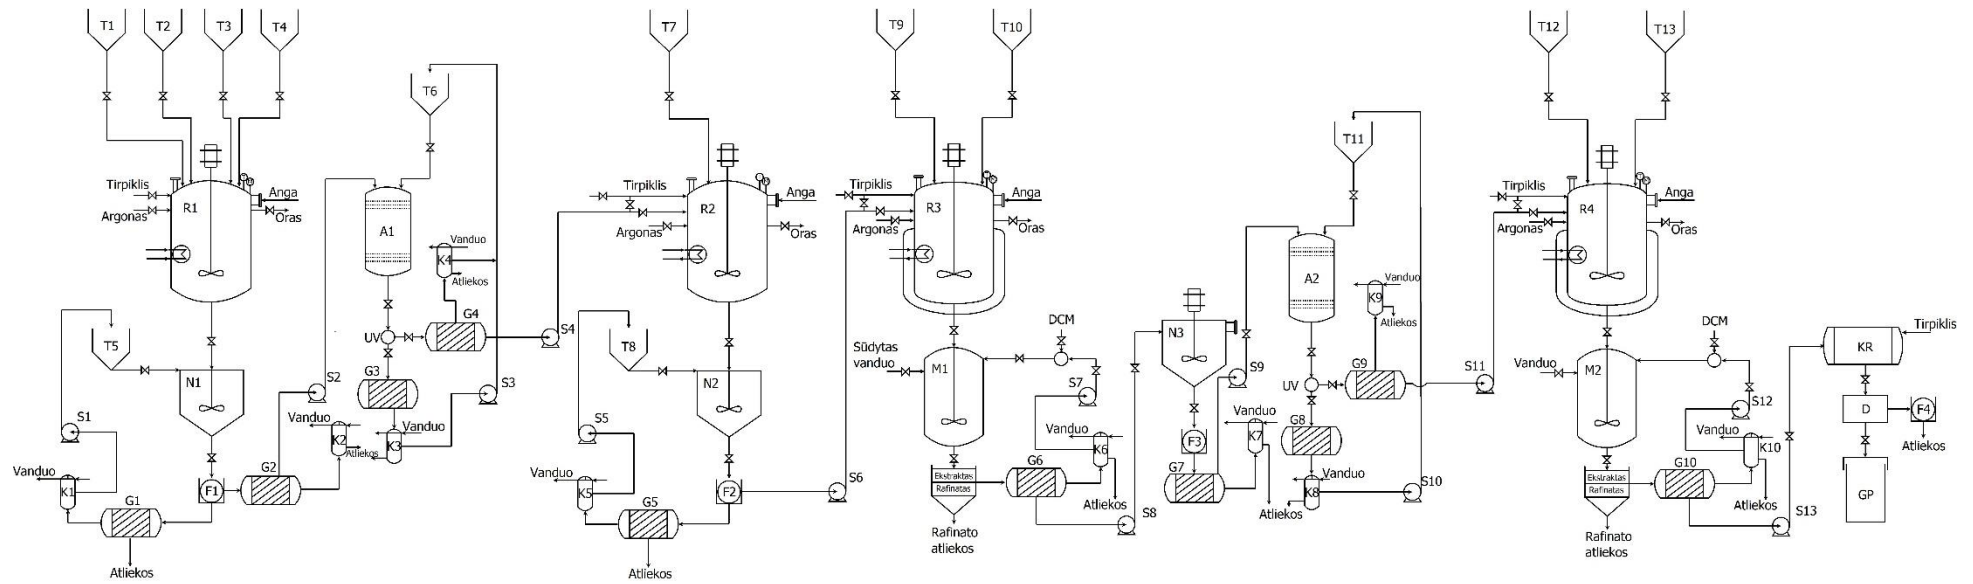 T1
T2
T3
T4
T7
T9
T10
T12
T13
T6
T11
Tirpiklis
Argonas
R1
Anga
Oras
A1
Vanduo
K4
Atliekos
Tirpiklis
Argonas
R2
Anga
Oras
Tirpiklis
Argonas
R3
Anga
Oras
A2
Vanduo
K9
Atliekos
Tirpiklis
Argonas
R4
Anga
Oras
T5
N1
UV
G4
S4
G3
S2
S3
T8
N2
Sūdytas
vanduo
M1
DCM
N3
S7
S9
UV
G9
S11
G8
Vanduo
M2
DCM
S12
KR
Tirpiklis
D
F4
Atliekos
GP
S1
Vanduo
K1
G1
F1
G2
Vanduo
K2
Atliekos
Vanduo
K3
Atliekos
S5
Vanduo
K5
G5
F2
S6
Atliekos
Ekstraktas
Rafinatas
Rafinato
atliekos
G6
Vanduo
K6
Atliekos
S8
F3
G7
Vanduo
K7
Atliekos
Vanduo
K8
S10
Ekstraktas
Rafinatas
Rafinato
atliekos
G10
Vanduo
K10
Atliekos
S13